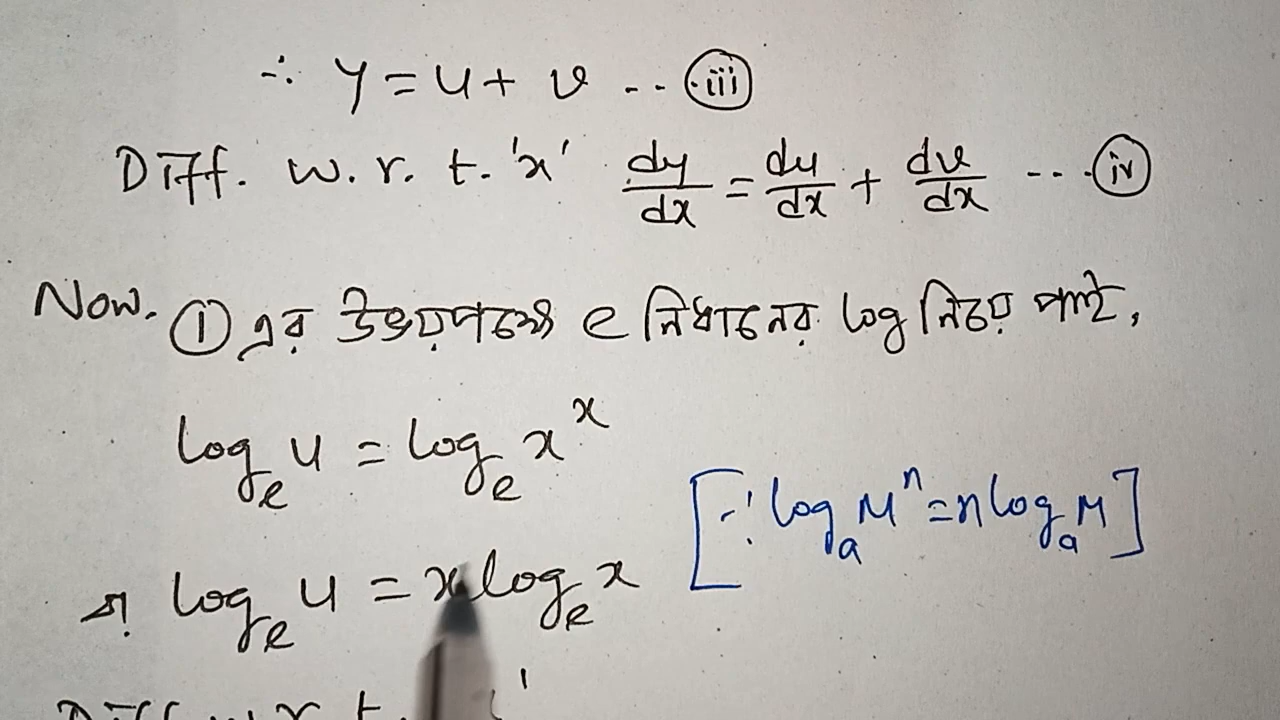 ∴ y = u + v ... (iii)
Diff. w. r. t. 'x' dy/dx = du/dx + dv/dx ... (iv)
Now. (i) এর উভয়পক্ষে e নিধানের log নিয়ে পাই,
log_e u = log_e x^x
বা, log_e u = x log_e x
[∵ log_a M^n = n log_a M]
Diff w r t. 'x'